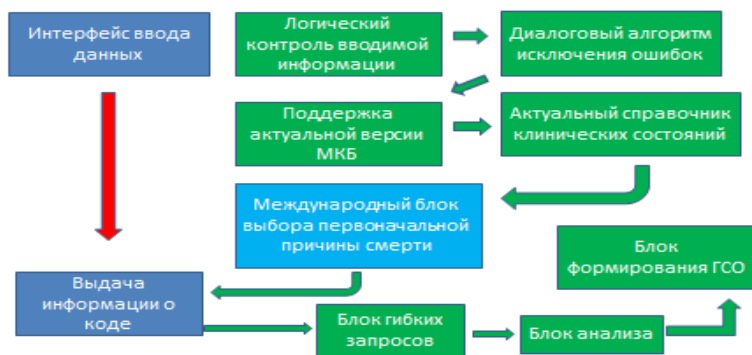 Интерфейс ввода
данных
Логический
контроль вводимой
информации
Диалоговый алгоритм
исключения ошибок
Поддержка
актуальной версии
МКБ
Актуальный справочник
клинических состояний
Международный блок
выбора первоначальной
причины смерти
Блок
формирования ГСО
Выдача
информации о
коде
Блок гибких
запросов
Блок анализа